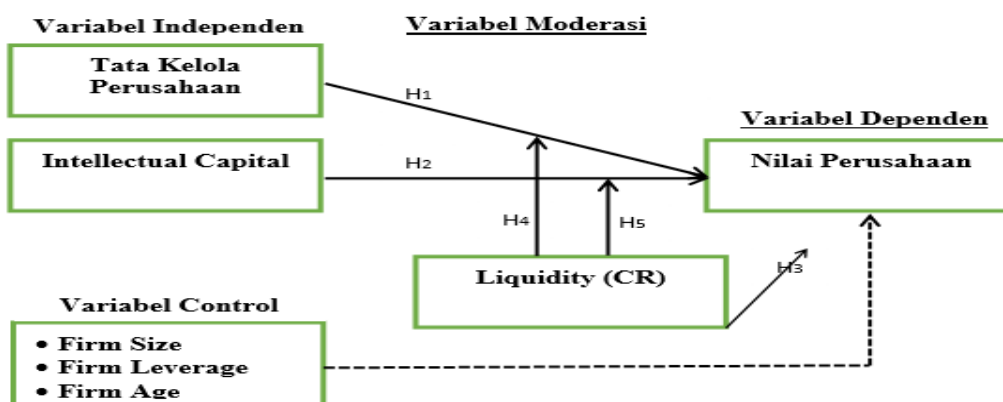 Variabel Independen
Variabel Moderasi
Tata Kelola
Perusahaan
H1
Variabel Dependen
Intellectual Capital
H2
Nilai Perusahaan
H4
H5
Liquidity (CR)
H3
Variabel Control
• Firm Size
• Firm Leverage
• Firm Age